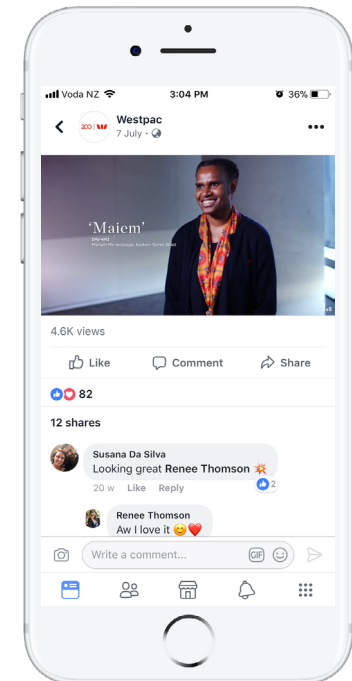 Voda NZ 3:04 PM 36%
200 Westpac
7 July
‘Maiem’
4.6K views
Like Comment Share
82
12 shares
Susana Da Silva
Looking great Renee Thomson
20 w Like Reply 2
Renee Thomson
Aw I love it
Write a comment... GIF